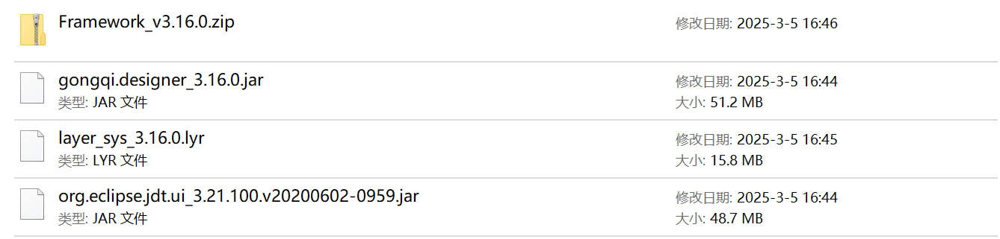 Framework_v3.16.0.zip
修改日期: 2025-3-5 16:46
gongqi.designer_3.16.0.jar
修改日期: 2025-3-5 16:44
类型: JAR 文件
大小: 51.2 MB
layer_sys_3.16.0.lyr
修改日期: 2025-3-5 16:45
类型: LYR 文件
大小: 15.8 MB
org.eclipse.jdt.ui_3.21.100.v20200602-0959.jar
修改日期: 2025-3-5 16:44
类型: JAR 文件
大小: 48.7 MB